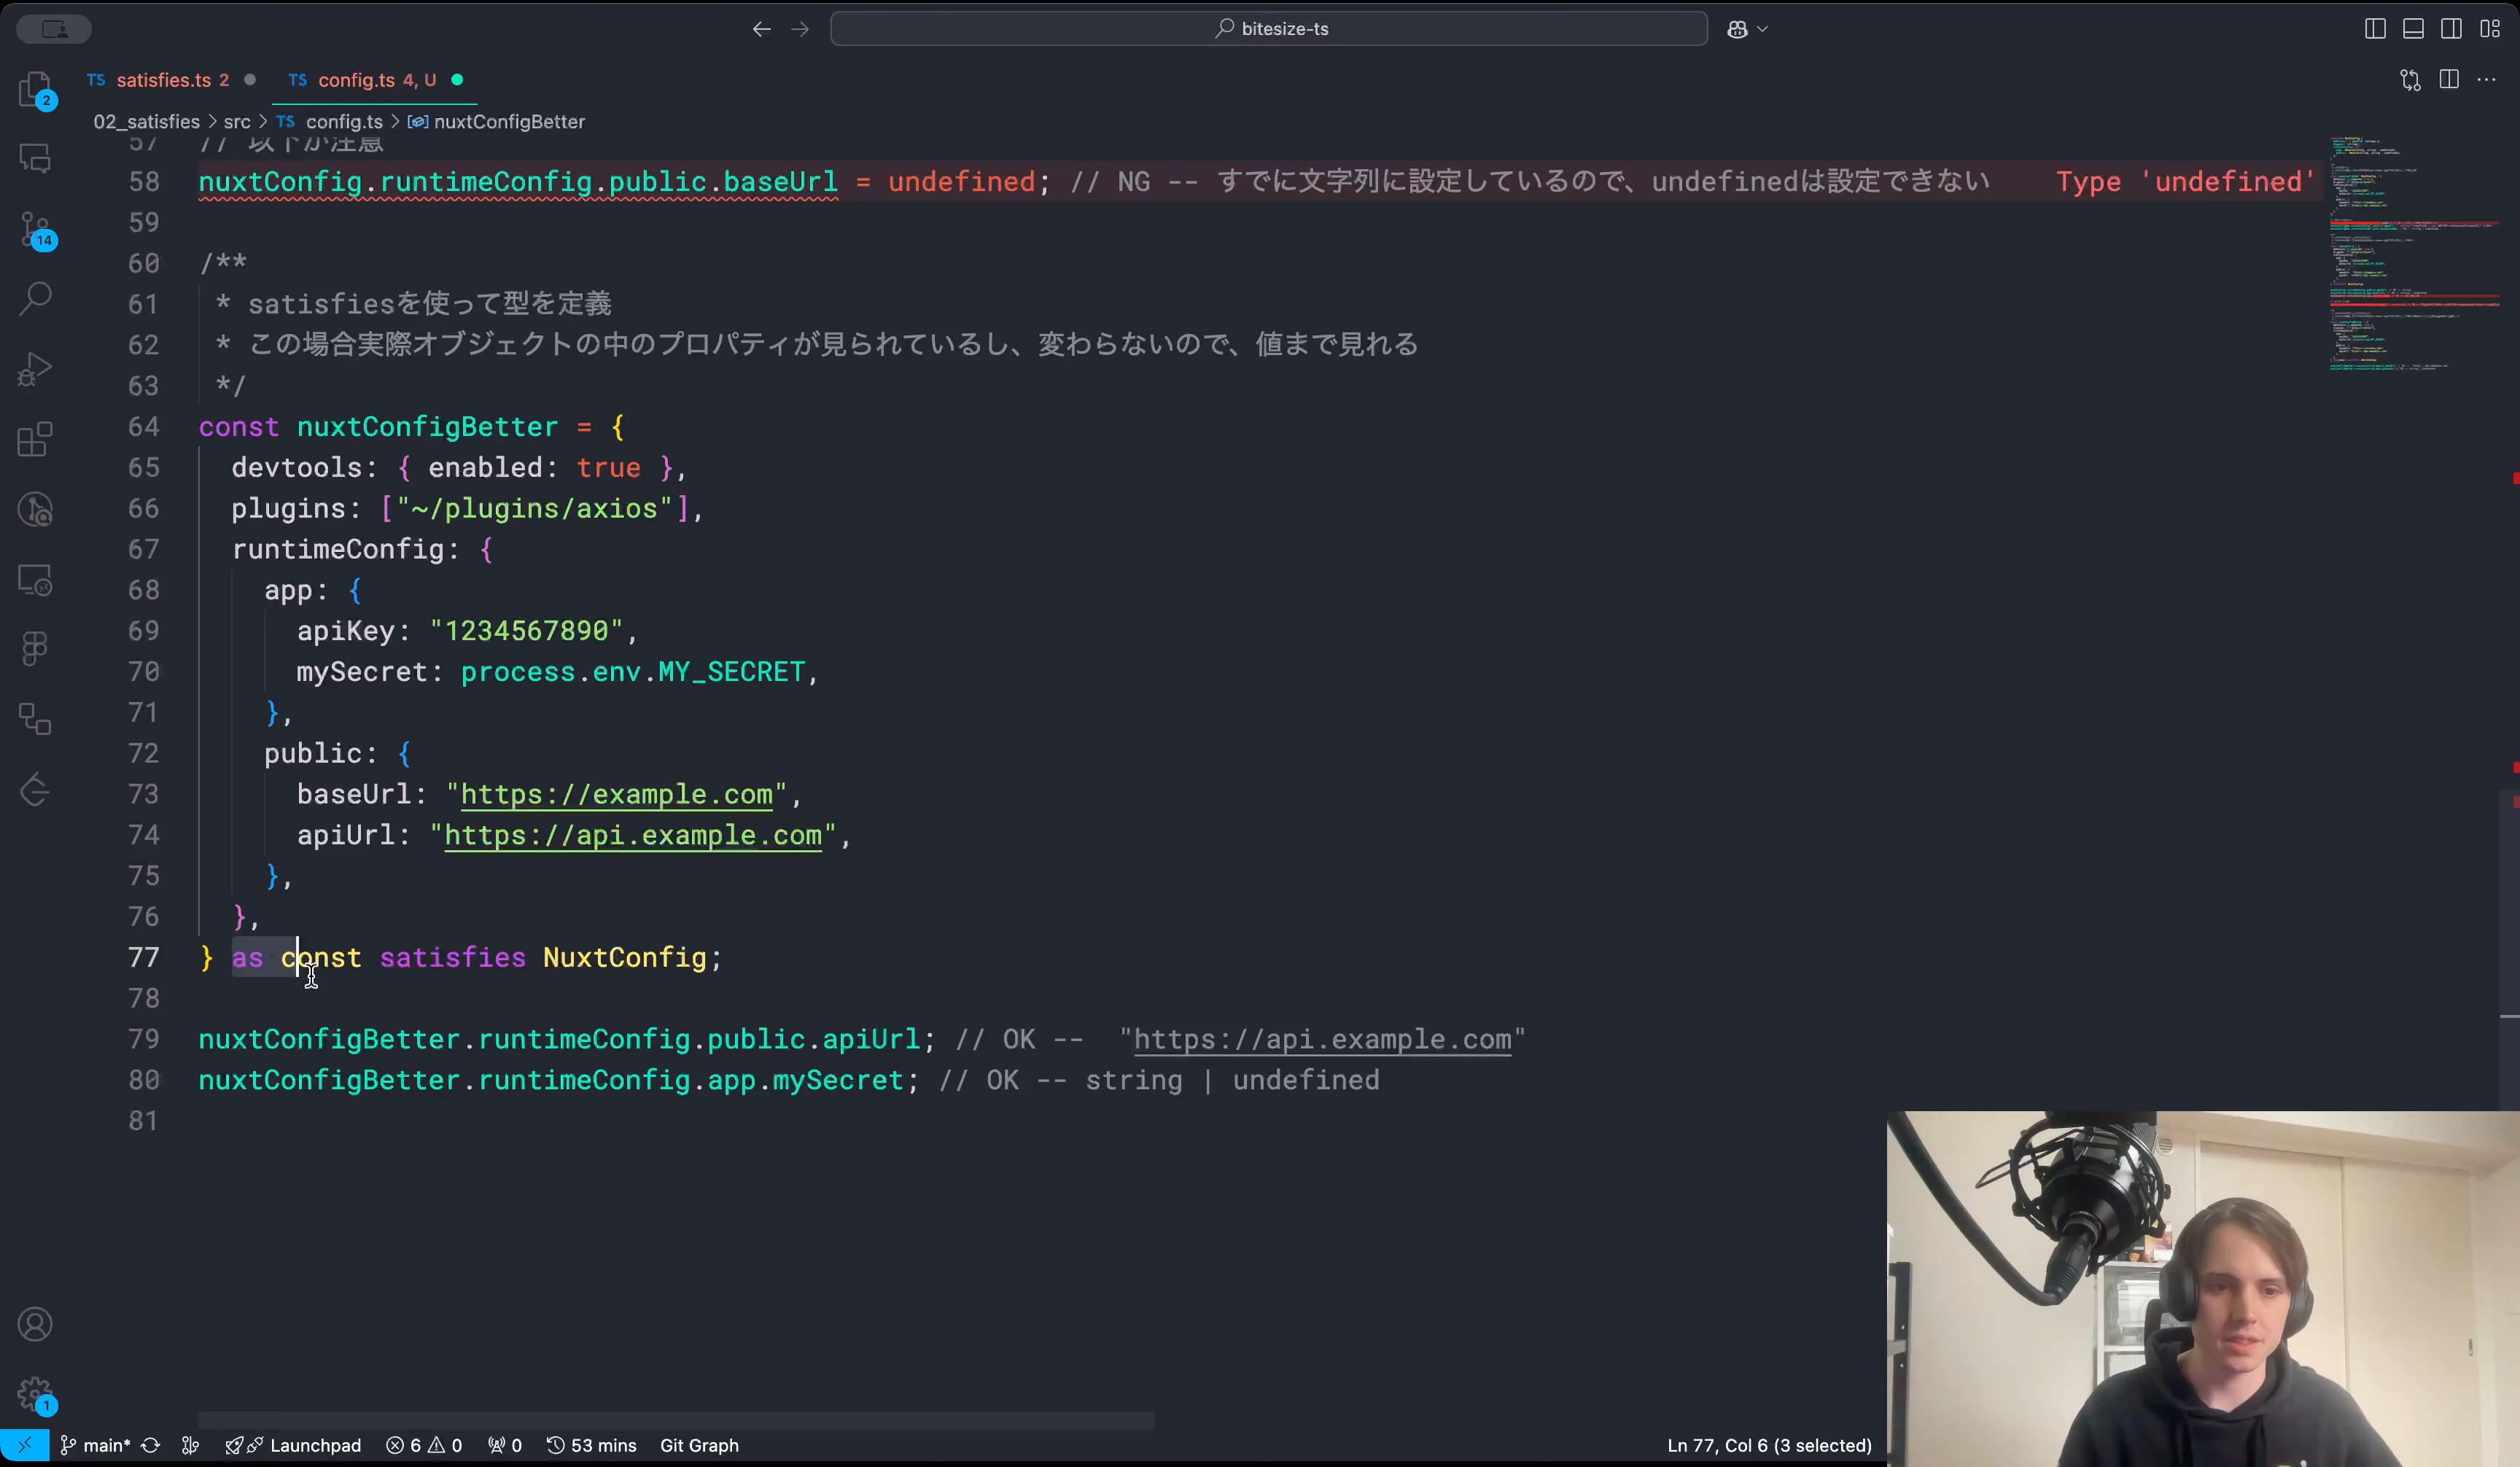 bitesize-ts
TS satisfies.ts 2
TS config.ts 4, U
2
02_satisfies > src > TS config.ts > nuxtConfigBetter
57 // 以下が注意
58 nuxtConfig.runtimeConfig.public.baseUrl = undefined; // NG -- すでに文字列に設定しているので、undefinedは設定できない Type 'undefined'
59
60 /**
61 * satisfiesを使って型を定義
62 * この場合実際オブジェクトの中のプロパティが見られているし、変わらないので、値まで見れる
63 */
64 const nuxtConfigBetter = {
65 devtools: { enabled: true },
66 plugins: ["~/plugins/axios"],
67 runtimeConfig: {
68 app: {
69 apiKey: "1234567890",
70 mySecret: process.env.MY_SECRET,
71 },
72 public: {
73 baseUrl: "https://example.com",
74 apiUrl: "https://api.example.com",
75 },
76 },
77 } as const satisfies NuxtConfig;
78
79 nuxtConfigBetter.runtimeConfig.public.apiUrl; // OK -- "https://api.example.com"
80 nuxtConfigBetter.runtimeConfig.app.mySecret; // OK -- string | undefined
81
14
1
main* Launchpad 6 0 0 53 mins Git Graph Ln 77, Col 6 (3 selected)